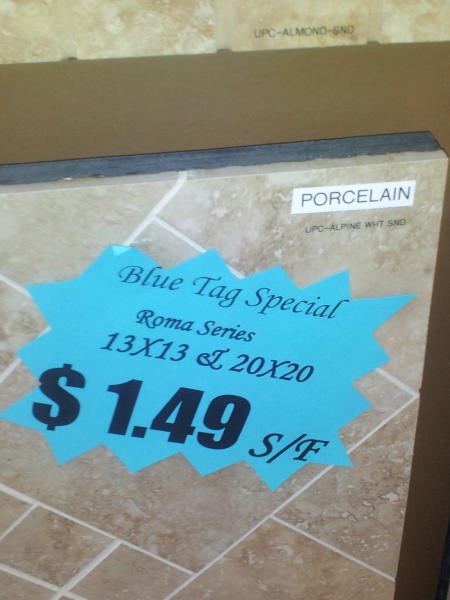 UPC-ALMOND-SND
PORCELAIN
UPC-ALPINE WHT SND
Blue Tag Special
Roma Series
13X13 & 20X20
$ 1.49 S/F